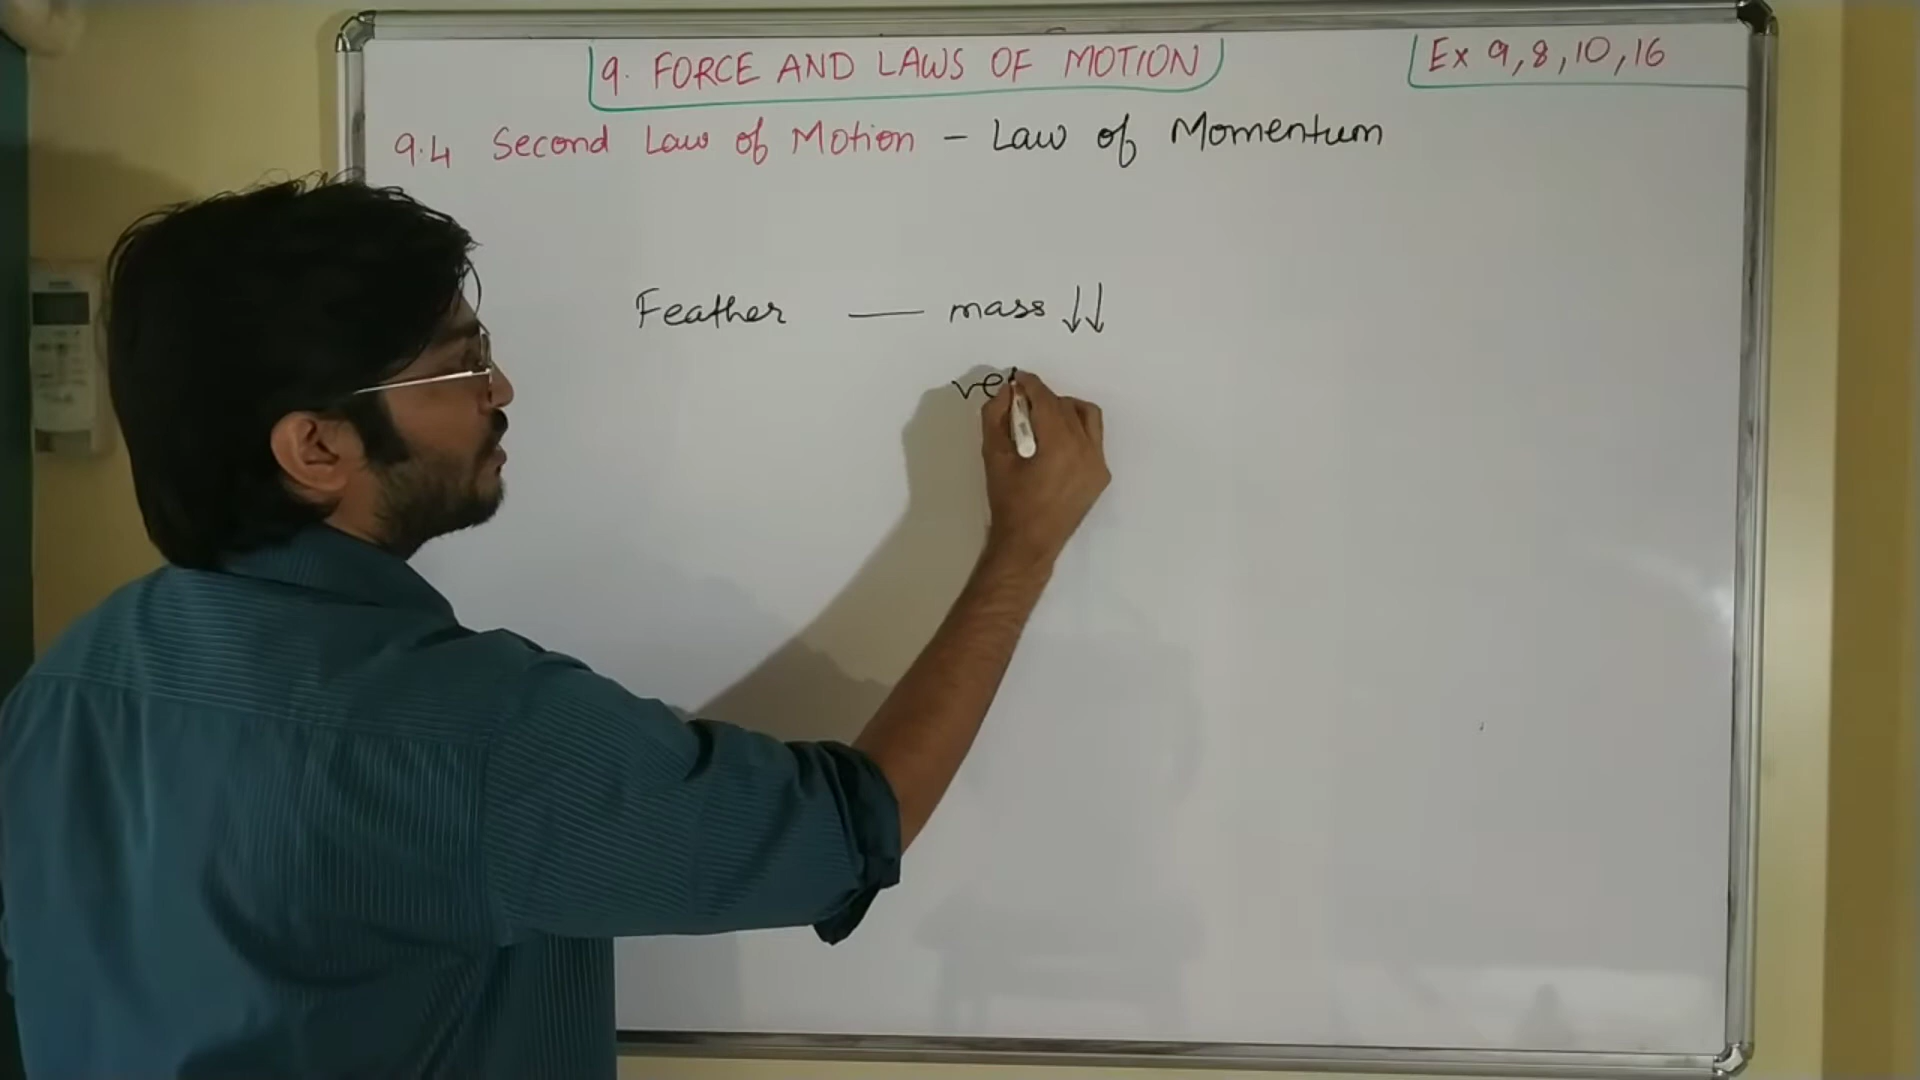 9. FORCE AND LAWS OF MOTION
Ex 9,8,10,16
9.4 Second Law of Motion - Law of Momentum
Feather — mass ↓↓
ve